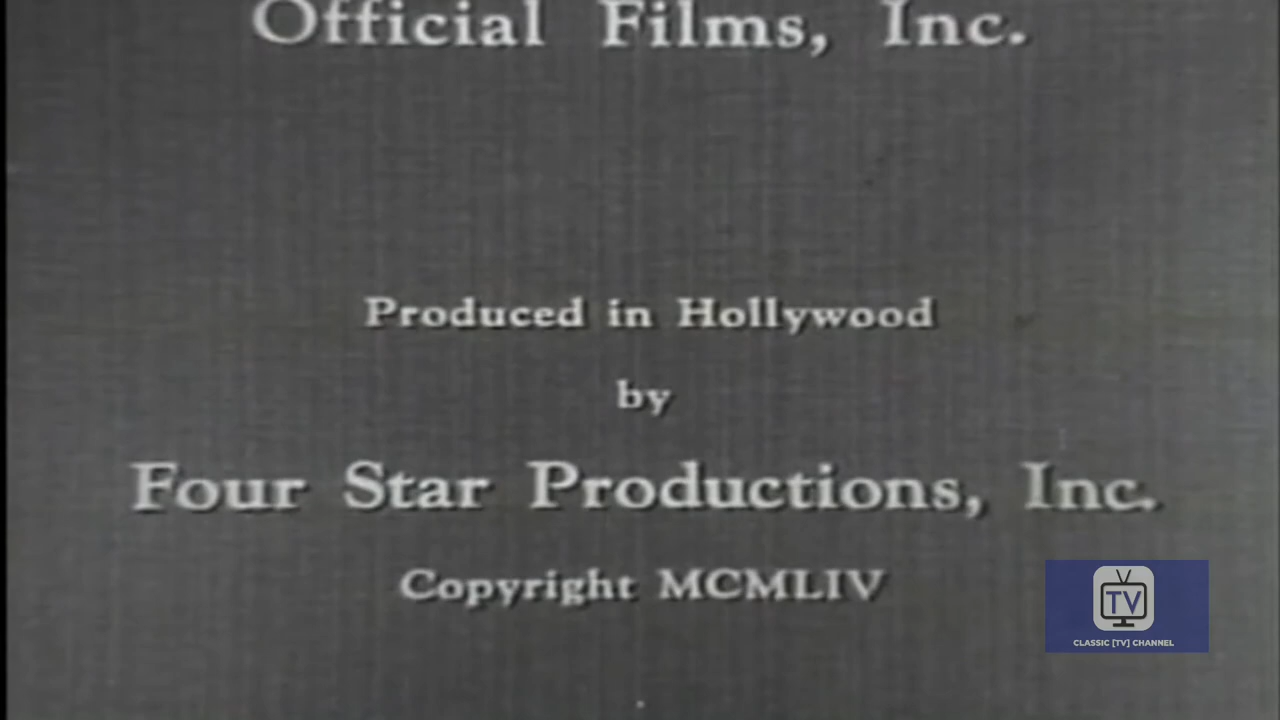 Official Films, Inc.
Produced in Hollywood
by
Four Star Productions, Inc.
Copyright MCMLIV
TV
CLASSIC [TV] CHANNEL